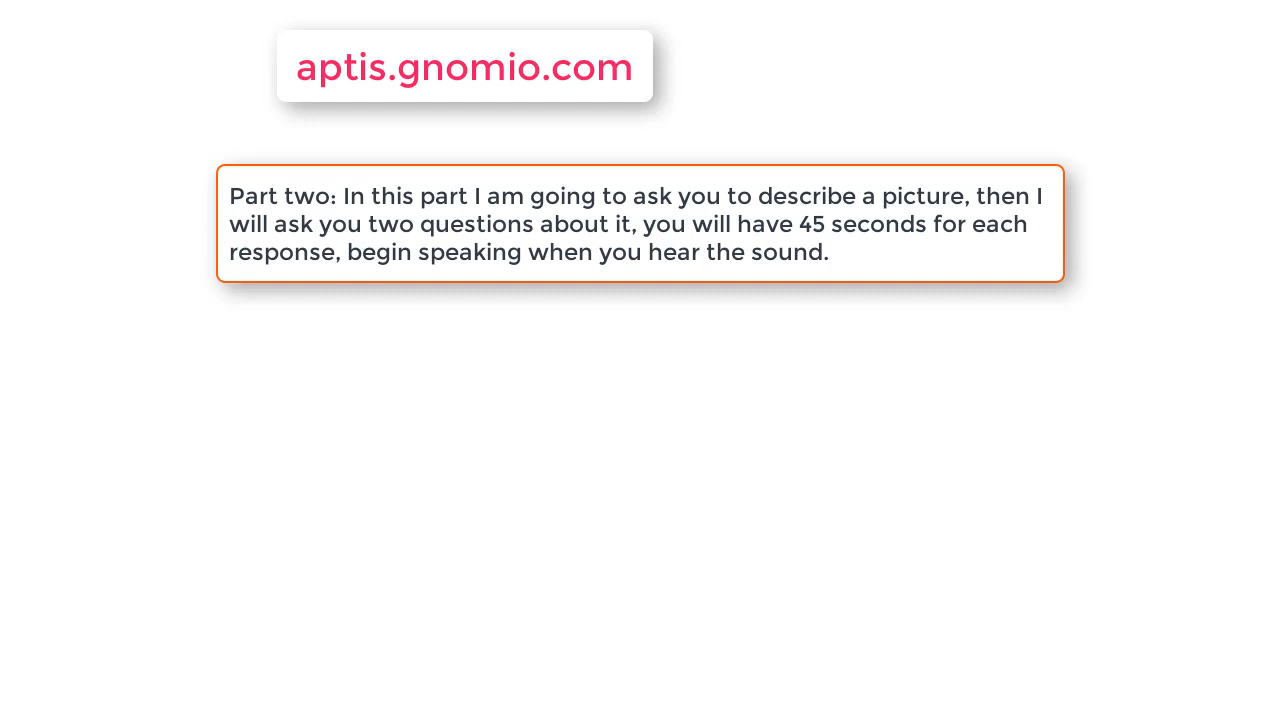 aptis.gnomio.com
Part two: In this part I am going to ask you to describe a picture, then I
will ask you two questions about it, you will have 45 seconds for each
response, begin speaking when you hear the sound.